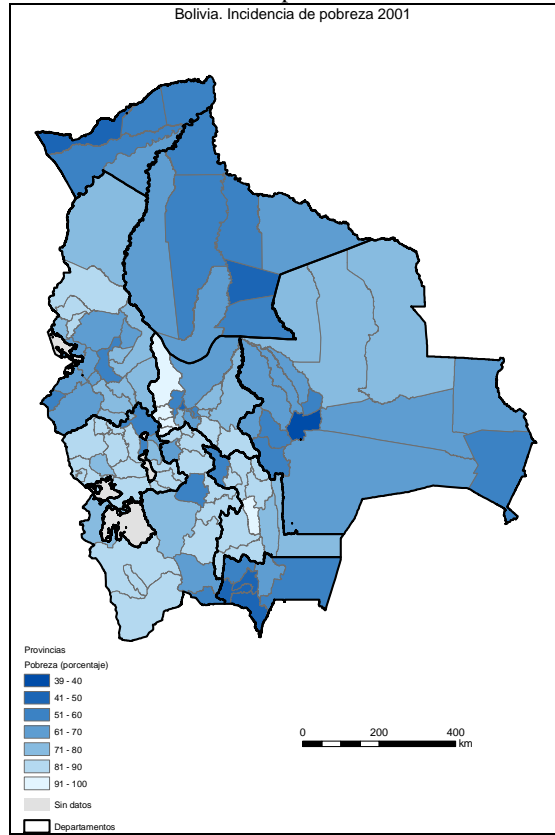 Bolivia. Incidencia de pobreza 2001
Provincias
Pobreza (porcentaje)
39 - 40
41 - 50
51 - 60
61 - 70
71 - 80
81 - 90
91 - 100
Sin datos
Departamentos
0 200 400
km